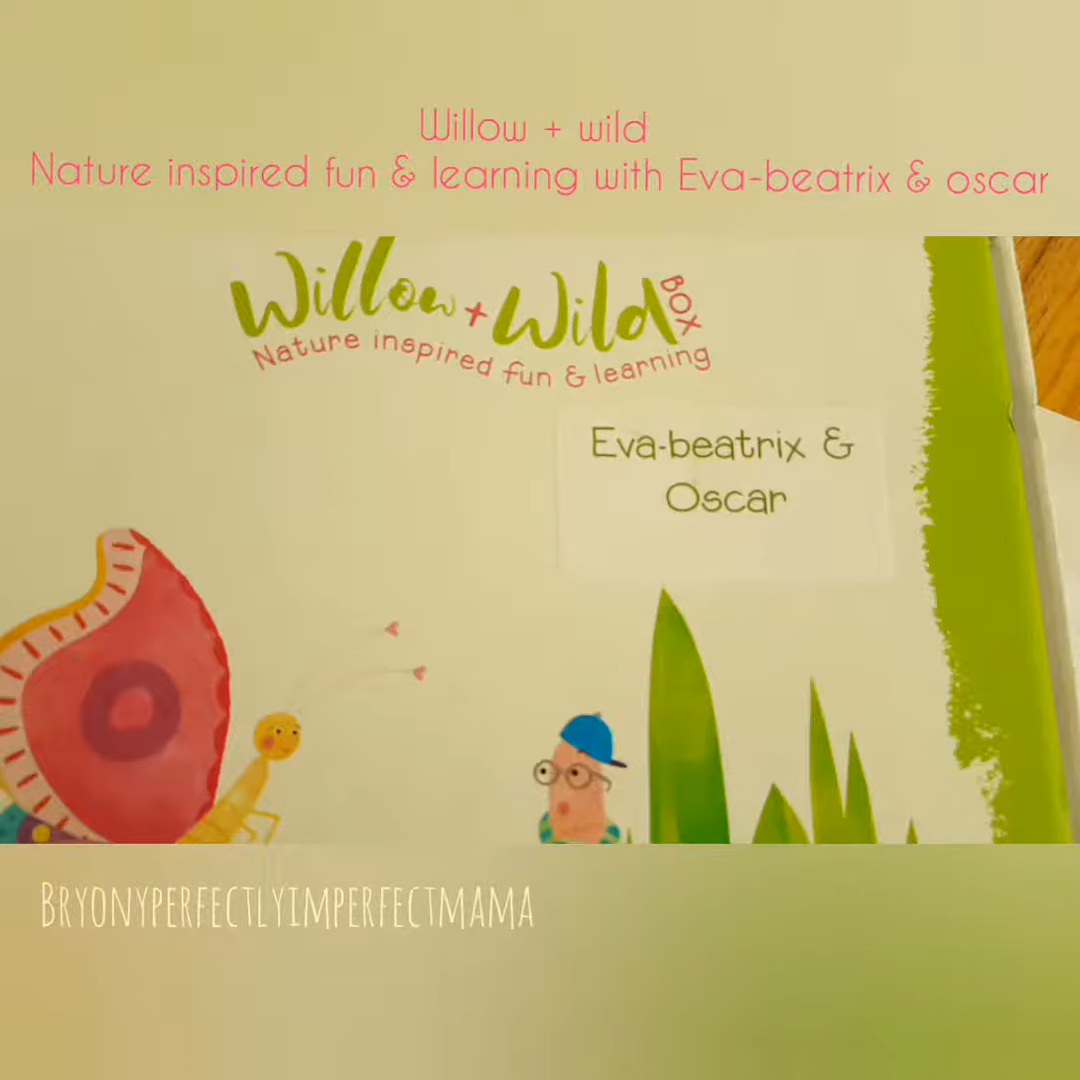 Willow + wild
Nature inspired fun & learning with Eva-beatrix & oscar
Willow + Wild BOX
Nature inspired fun & learning
Eva-beatrix &
Oscar
BRYONYPERFECTLYIMPERFECTMAMA